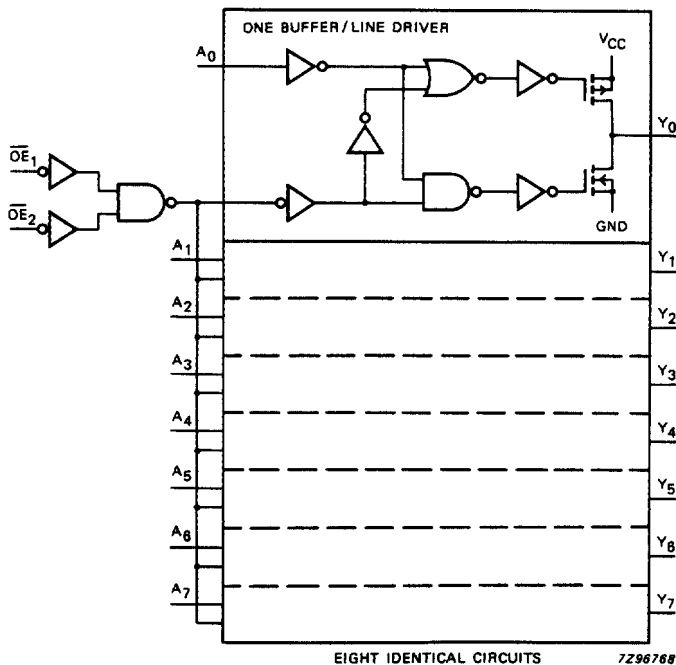 ONE BUFFER/LINE DRIVER
A0
VCC
Y0
OE1
OE2
GND
A1
Y1
A2
Y2
A3
Y3
A4
Y4
A5
Y5
A6
Y6
A7
Y7
EIGHT IDENTICAL CIRCUITS 7Z96768